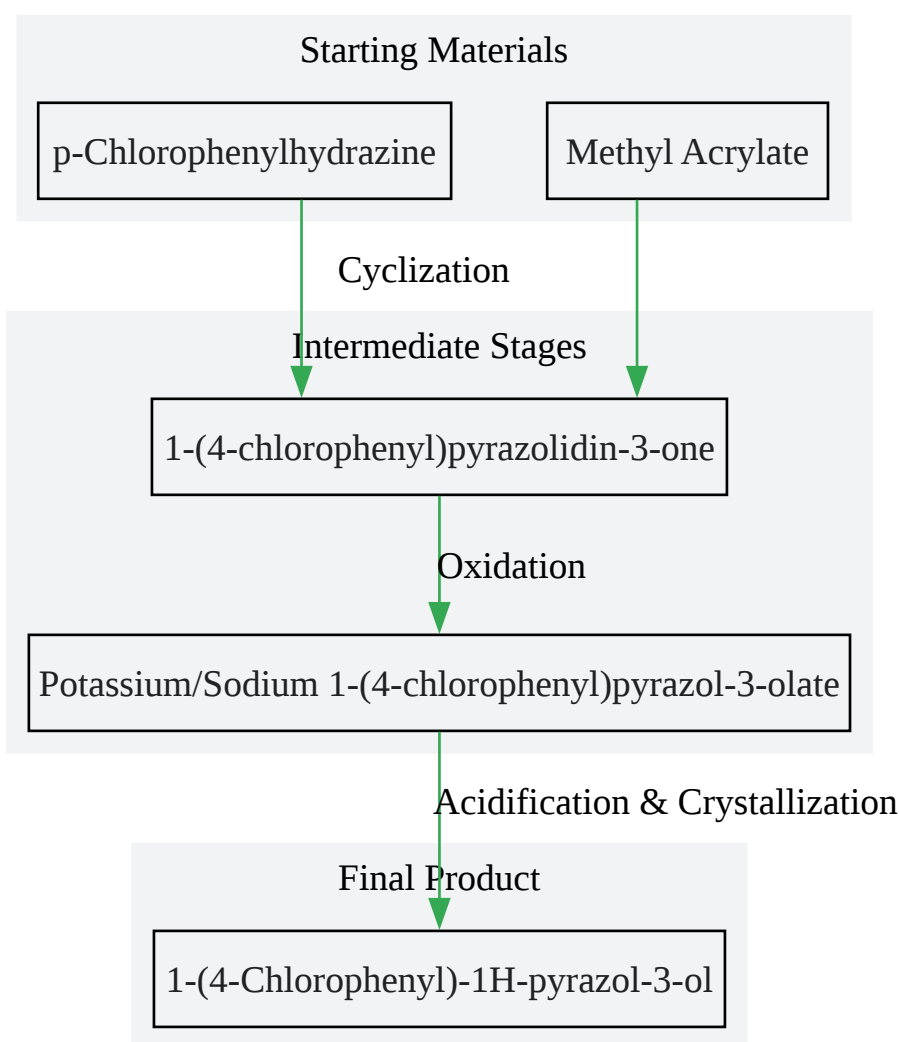 Starting Materials
p-Chlorophenylhydrazine
Methyl Acrylate
Cyclization
Intermediate Stages
1-(4-chlorophenyl)pyrazolidin-3-one
Oxidation
Potassium/Sodium 1-(4-chlorophenyl)pyrazol-3-olate
Acidification & Crystallization
Final Product
1-(4-Chlorophenyl)-1H-pyrazol-3-ol